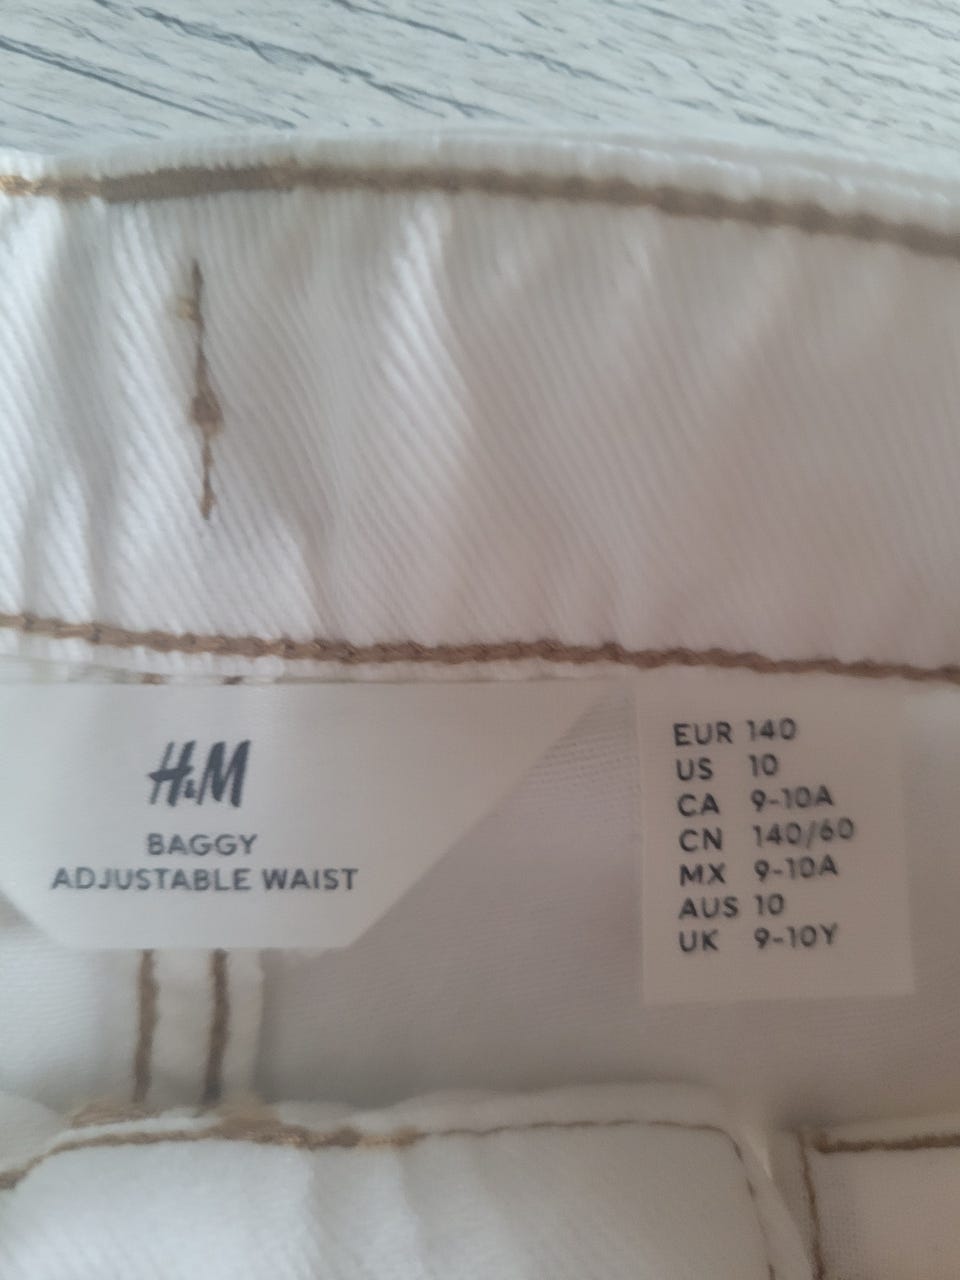 H&M
BAGGY
ADJUSTABLE WAIST
EUR 140
US 10
CA 9-10A
CN 140/60
MX 9-10A
AUS 10
UK 9-10Y